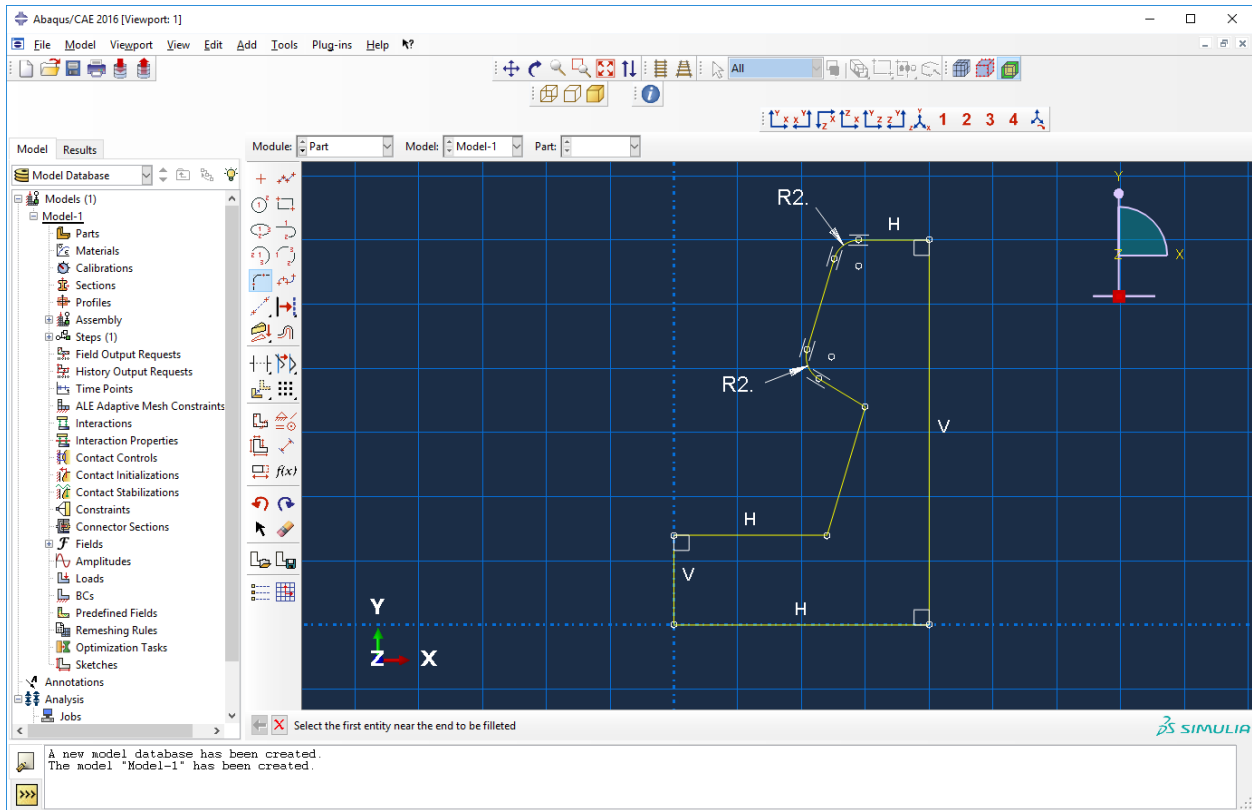 Abaqus/CAE 2016 [Viewport: 1]
File Model Viewport View Edit Add Tools Plug-ins Help ?
All
1 2 3 4
Model Results
Module: Part Model: Model-1 Part:
Model Database
Models (1)
Model-1
Parts
Materials
Calibrations
Sections
Profiles
Assembly
Steps (1)
Field Output Requests
History Output Requests
Time Points
ALE Adaptive Mesh Constraints
Interactions
Interaction Properties
Contact Controls
Contact Initializations
Contact Stabilizations
Constraints
Connector Sections
Fields
Amplitudes
Loads
BCs
Predefined Fields
Remeshing Rules
Optimization Tasks
Sketches
Annotations
Analysis
Jobs
f(x)
R2.
H
Y
Z X
R2.
V
H
V
H
Y
Z X
Select the first entity near the end to be filleted
SIMULIA
A new model database has been created.
The model "Model-1" has been created.
>>>